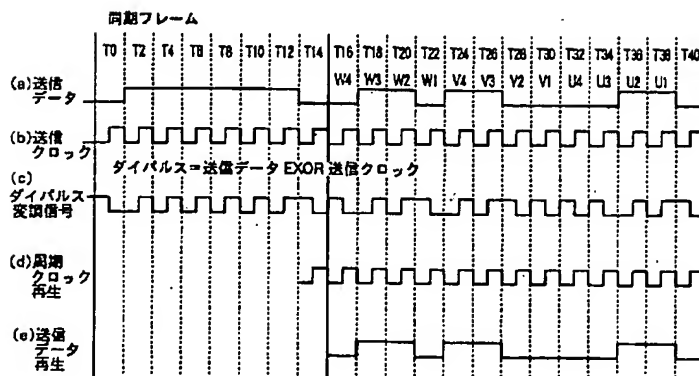 同期フレーム
T0 T2 T4 T6 T8 T10 T12 T14 T16 T18 T20 T22 T24 T26 T28 T30 T32 T34 T36 T38 T40
W4 W3 W2 W1 V4 V3 V2 V1 U4 U3 U2 U1
(a)送信
データ
(b)送信
クロック
ダイパルス=送信データ EXOR 送信クロック
(c)
ダイパルス
変調信号
(d)周期
クロック
再生
(e)送信
データ
再生